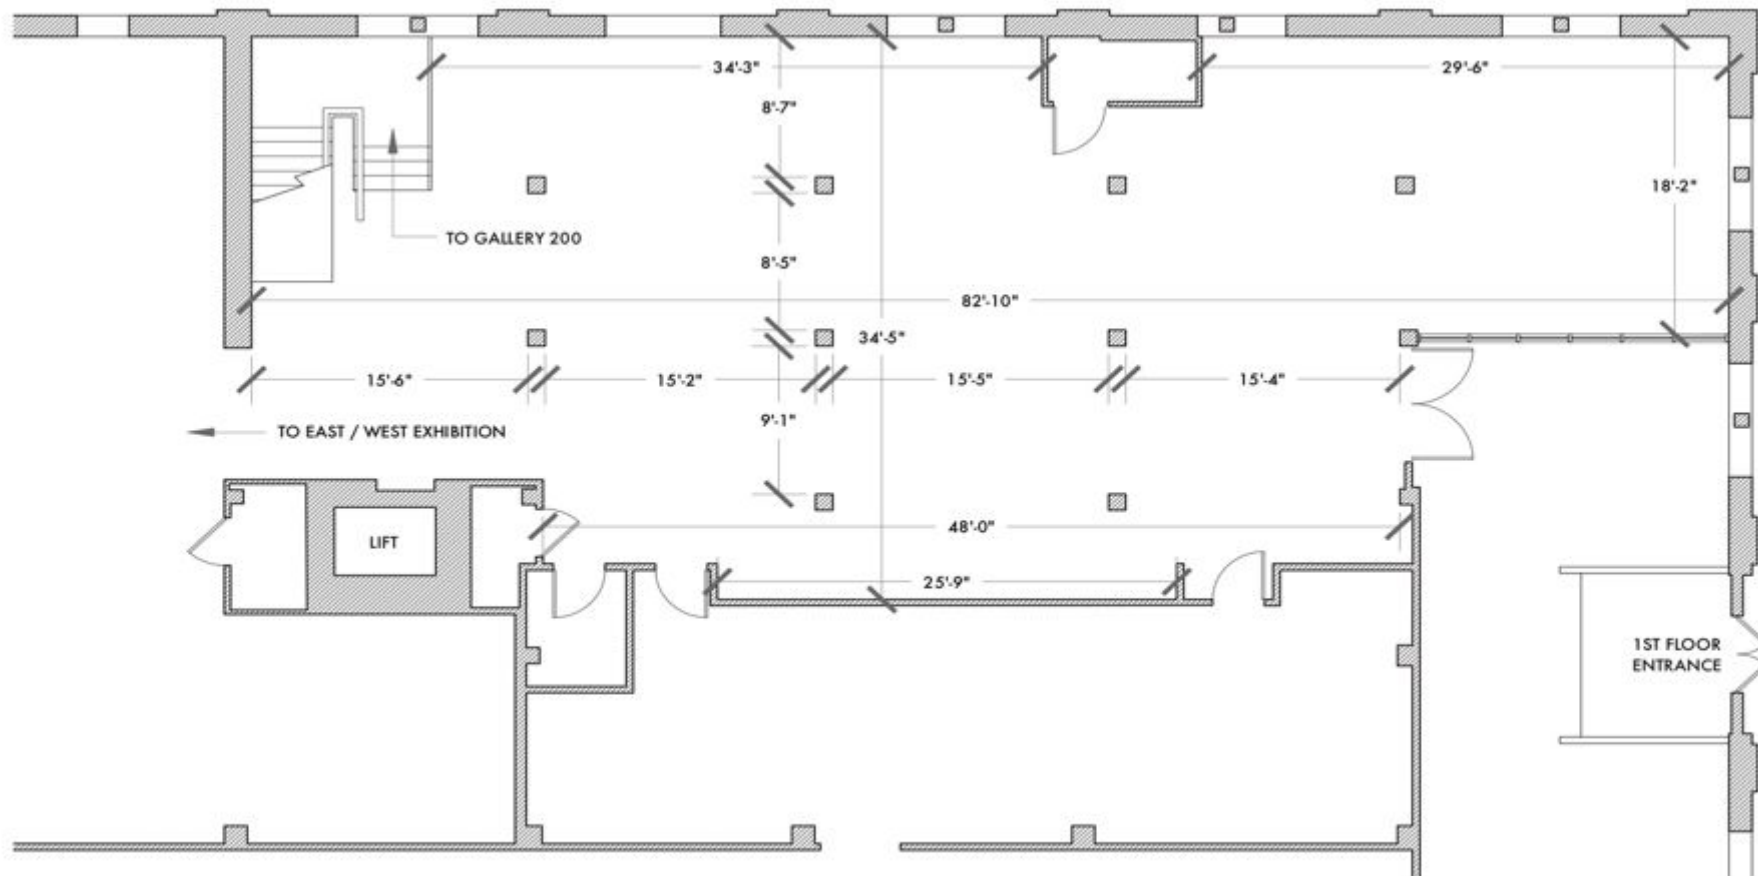 34'-3"
29'-6"
8'-7"
18'-2"
TO GALLERY 200
8'-5"
82'-10"
34'-5"
15'-6"
15'-2"
15'-5"
15'-4"
9'-1"
TO EAST / WEST EXHIBITION
48'-0"
LIFT
25'-9"
1ST FLOOR
ENTRANCE